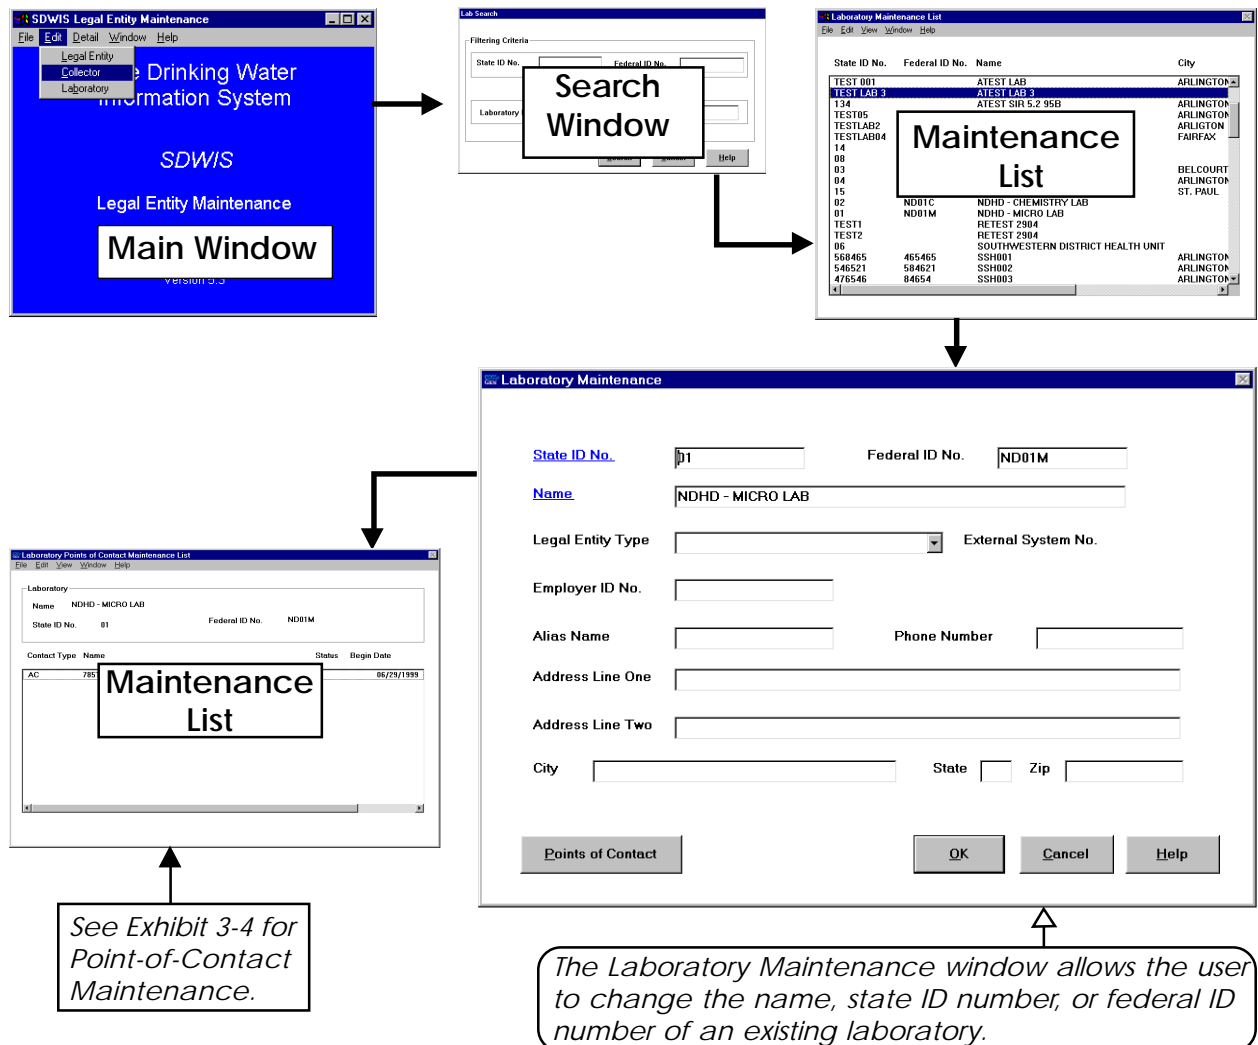 SDWIS Legal Entity Maintenance
File Edit Detail Window Help
Legal Entity
Collector
Laboratory
Drinking Water
Information System
SDWIS
Legal Entity Maintenance
Main Window
Version 5.3
Lab Search
Filtering Criteria
State ID No. Federal ID No.
Laboratory
Search
Window
Help
Laboratory Maintenance List
File Edit View Window Help
State ID No. Federal ID No. Name City
TEST 001 ATEST LAB ARLINGTON
TEST LAB 3 ATEST LAB 3
134 ATEST SIR 5.2 95B ARLINGTON
TEST05 ARLINGTON
TESTLAB2 ARLIGTON
TESTLAB04 FAIRFAX
14
08
03 BELCOURT
04 ARLINGTON
15 ST. PAUL
02 ND01C NDHD - CHEMISTRY LAB
01 ND01M NDHD - MICRO LAB
TEST1 RETEST 2904
TEST2 RETEST 2904
06 SOUTHWESTERN DISTRICT HEALTH UNIT
568465 465465 SSH001 ARLINGTON
546521 584621 SSH002 ARLINGTON
476546 84654 SSH003 ARLINGTON
Maintenance
List
Laboratory Maintenance
State ID No. 01 Federal ID No. ND01M
Name NDHD - MICRO LAB
Legal Entity Type External System No.
Employer ID No.
Alias Name Phone Number
Address Line One
Address Line Two
City State Zip
Points of Contact OK Cancel Help
Laboratory Points of Contact Maintenance List
File Edit View Window Help
Laboratory
Name NDHD - MICRO LAB
State ID No. 01 Federal ID No. ND01M
Contact Type Name Status Begin Date
AC 06/29/1999
Maintenance
List
See Exhibit 3-4 for
Point-of-Contact
Maintenance.
The Laboratory Maintenance window allows the user
to change the name, state ID number, or federal ID
number of an existing laboratory.